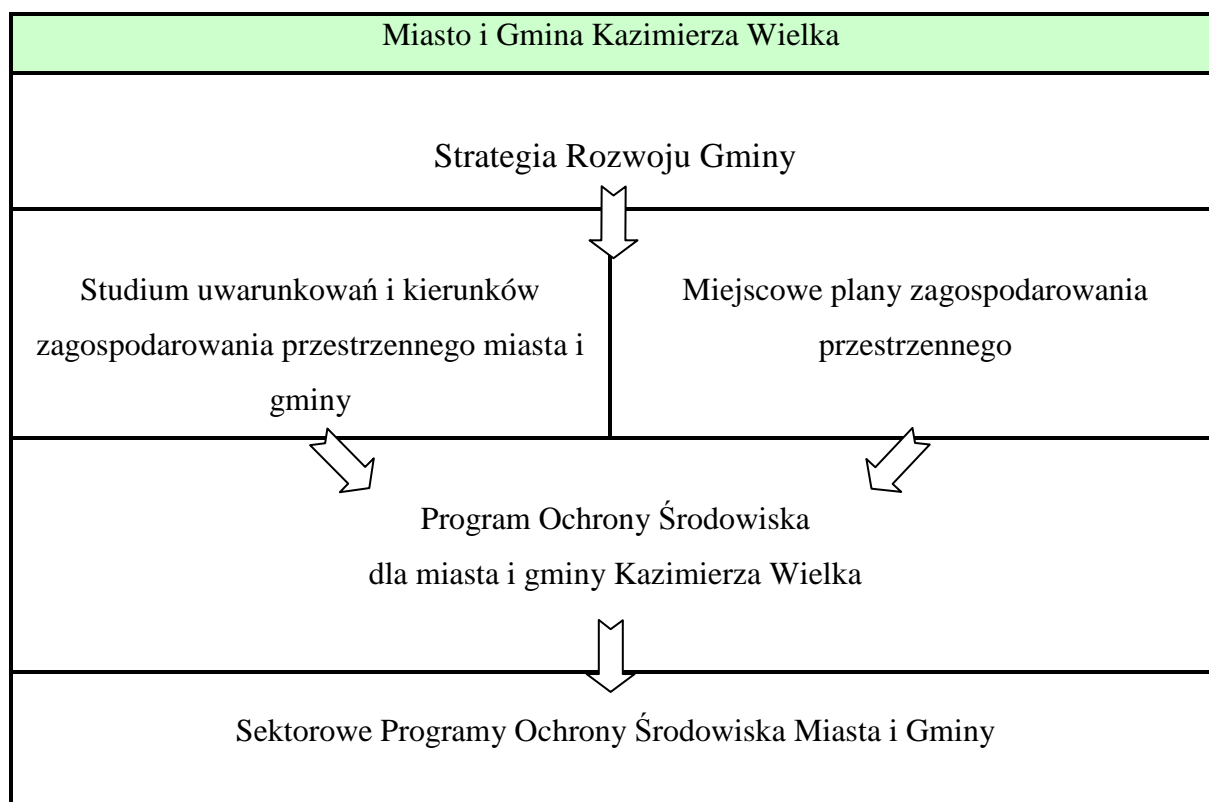 Miasto i Gmina Kazimierza Wielka
Strategia Rozwoju Gminy
Studium uwarunkowań i kierunków
zagospodarowania przestrzennego miasta i
gminy
Miejscowe plany zagospodarowania
przestrzennego
Program Ochrony Środowiska
dla miasta i gminy Kazimierza Wielka
Sektorowe Programy Ochrony Środowiska Miasta i Gminy